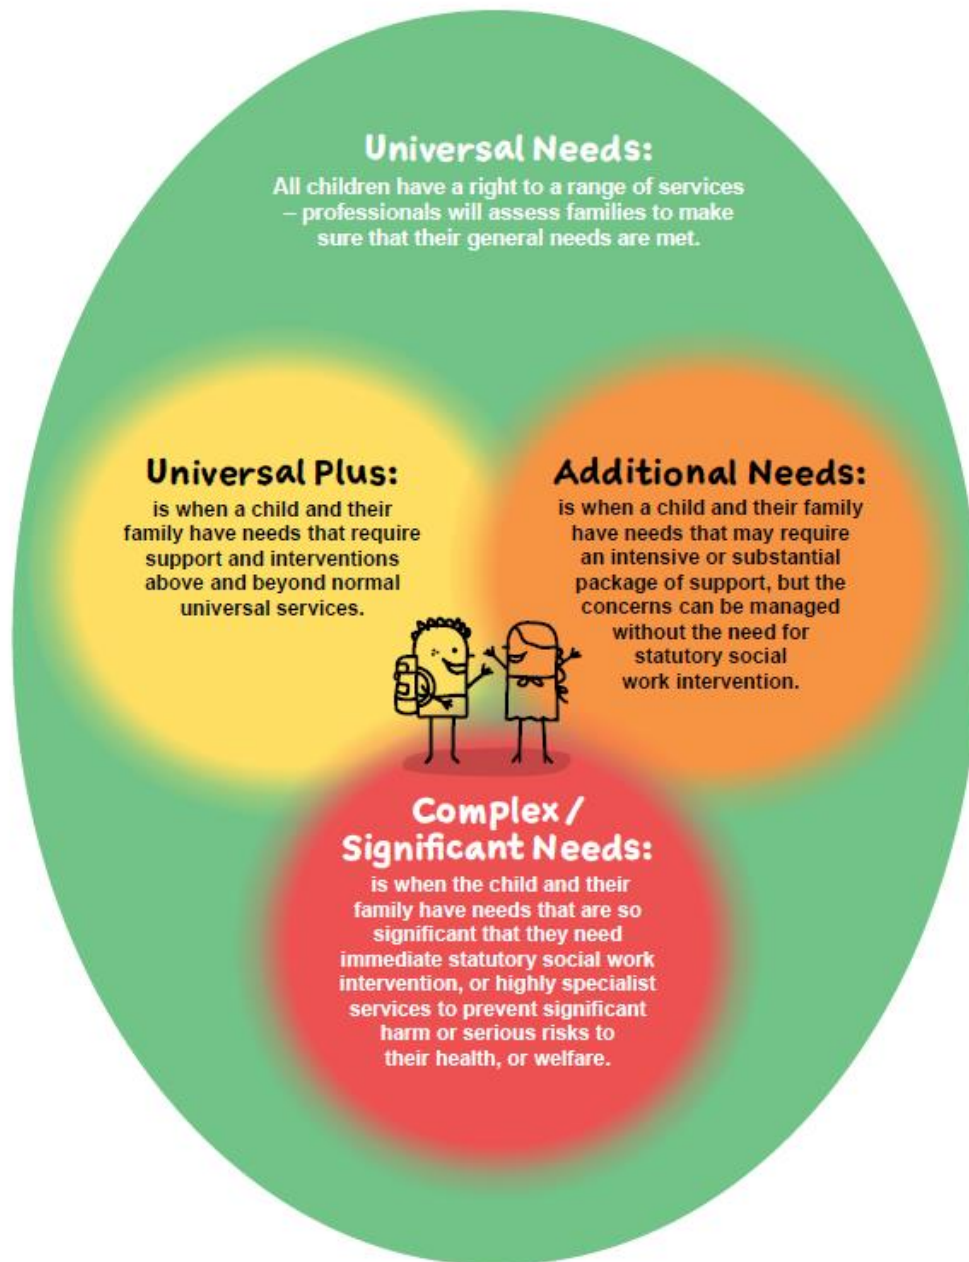 Universal Needs:
All children have a right to a range of services
– professionals will assess families to make
sure that their general needs are met.
Universal Plus:
is when a child and their
family have needs that require
support and interventions
above and beyond normal
universal services.
Additional Needs:
is when a child and their family
have needs that may require
an intensive or substantial
package of support, but the
concerns can be managed
without the need for
statutory social
work intervention.
Complex /
Significant Needs:
is when the child and their
family have needs that are so
significant that they need
immediate statutory social work
intervention, or highly specialist
services to prevent significant
harm or serious risks to
their health, or welfare.